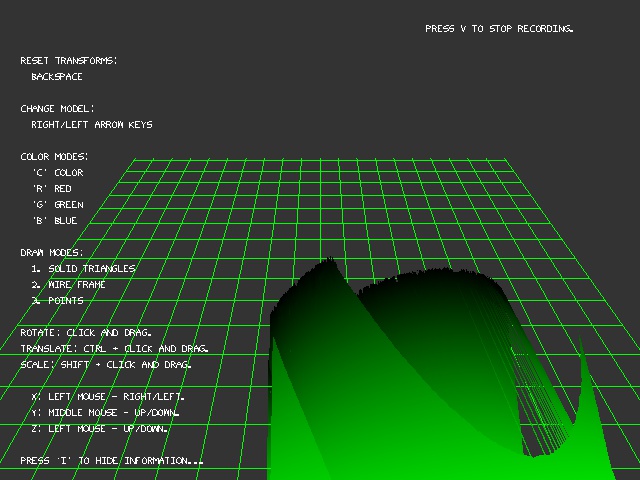 PRESS V TO STOP RECORDING.
RESET TRANSFORMS:
BACKSPACE
CHANGE MODEL:
RIGHT/LEFT ARROW KEYS
COLOR MODES:
'C' COLOR
'R' RED
'G' GREEN
'B' BLUE
DRAW MODES:
1. SOLID TRIANGLES
2. WIRE FRAME
3. POINTS
ROTATE: CLICK AND DRAG.
TRANSLATE: CTRL + CLICK AND DRAG.
SCALE: SHIFT + CLICK AND DRAG.
X: LEFT MOUSE - RIGHT/LEFT.
Y: MIDDLE MOUSE - UP/DOWN.
Z: LEFT MOUSE - UP/DOWN.
PRESS 'I' TO HIDE INFORMATION...